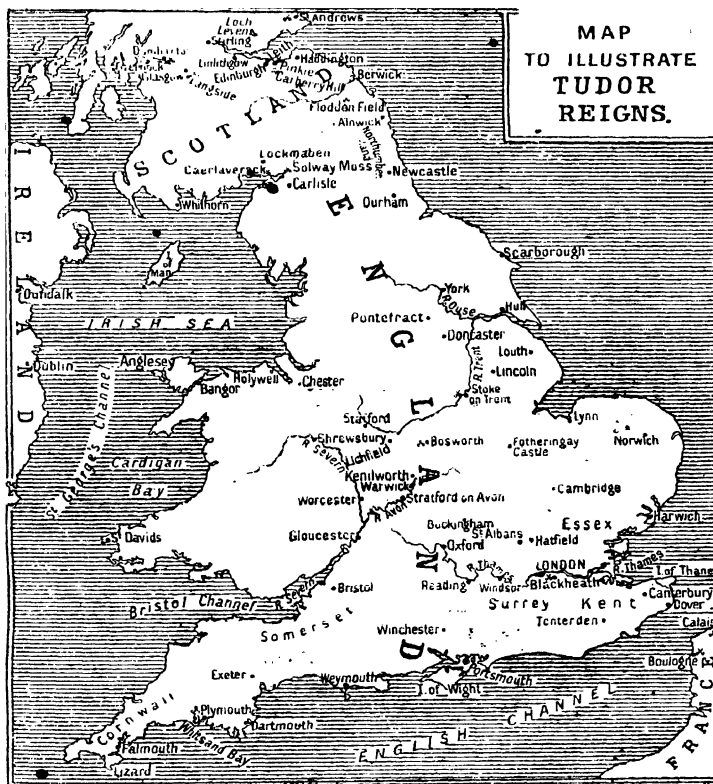 MAP
TO ILLUSTRATE
TUDOR
REIGNS.
St Andrews
Loch
Leven
Stirling
Leith
Haddington
Linlithgow
Edinburgh
Pinkie
Carberry Hill
Glasgow
Langside
Berwick
SCOTLAND
Flodden Field
Alnwick
Northumber
land
Lockmaben
Caerlaverock
Solway Moss
Newcastle
Carlisle
Whithorn
Durham
ENGLAND
IRELAND
I.
of
Man
Scarborough
York
R. Ouse
Hull
Dundalk
Pontefract
IRISH SEA
Doncaster
Louth
R. Trent
Lincoln
Dublin
Anglesey
Holywell
Bangor
Chester
Stoke
on Trent
St Georges Channel
Stafford
Lynn
Shrewsbury
Bosworth
Fotheringay
Castle
Norwich
R. Severn
Lichfield
Cardigan
Bay
Kenilworth
Warwick
Cambridge
Worcester
Stratford on Avon
R. Avon
Harwich
Buckingham
Essex
St Davids
Gloucester
St Albans
Oxford
Hatfield
R. Thames
LONDON
R. Thames
I. of Thane
Reading
Windsor
Blackheath
R. Severn
Bristol
Canterbury
Bristol Channel
Surrey
Kent
Dover
Somerset
Tenterden
Calais
Winchester
Boulogne
Exeter
Weymouth
Portsmouth
I. of Wight
FRANCE
Cornwall
Plymouth
Dartmouth
Whitsand Bay
ENGLISH CHANNEL
Falmouth
Lizard